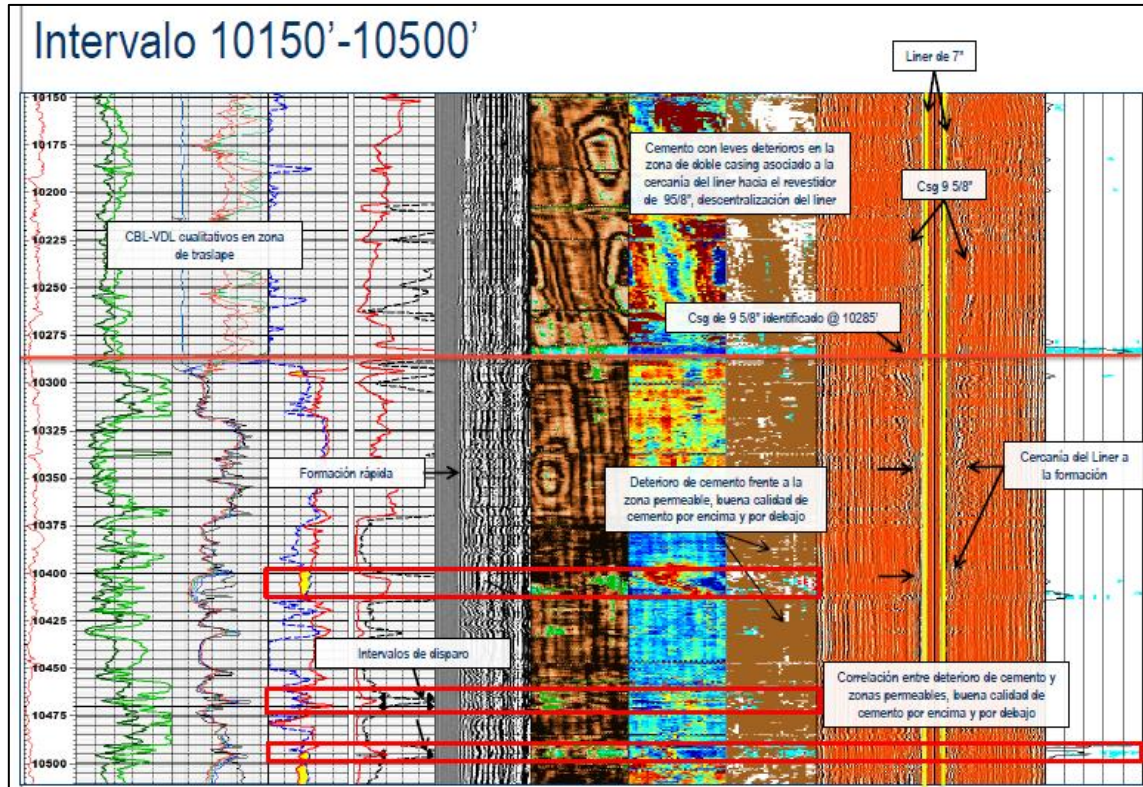 Intervalo 10150’-10500’
Liner de 7"
10150
10175
10200
10225
10250
10275
10300
10325
10350
10375
10400
10425
10450
10475
10500
Cemento con leves deterioros en la
zona de doble casing asociado a la
cercanía del liner hacia el revestidor
de 95/8", descentralización del liner
Csg 9 5/8"
CBL-VDL cualitativos en zona
de traslape
Csg de 9 5/8" identificado @ 10285'
Formación rápida
Deterioro de cemento frente a la
zona permeable, buena calidad de
cemento por encima y por debajo
Cercanía del Liner a
la formación
Intervalos de disparo
Correlación entre deterioro de cemento y
zonas permeables, buena calidad de
cemento por encima y por debajo